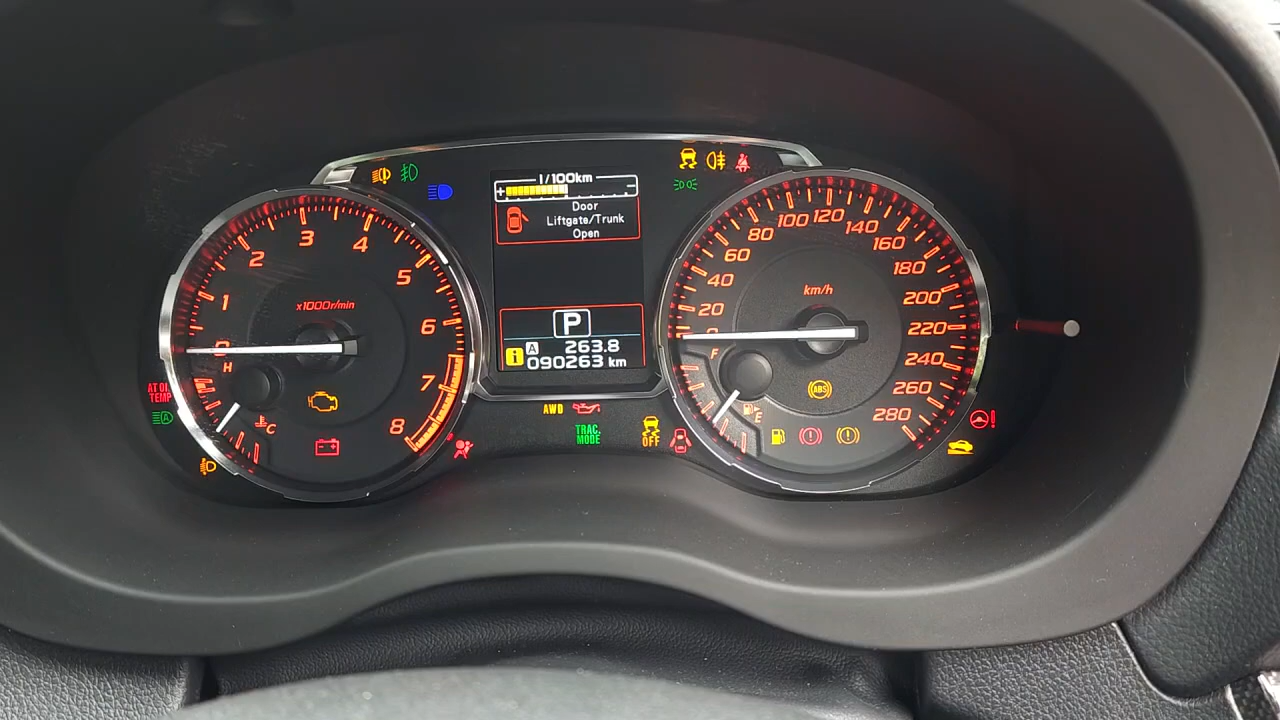 l/100km
+ −
Door
Liftgate/Trunk
Open
P
i A 263.8
090263 km
0
1
2
3
4
5
6
7
8
x1000r/min
H
C
AT OIL
TEMP
A
AWD
TRAC.
MODE
OFF
0
20
40
60
80
100
120
140
160
180
200
220
240
260
280
km/h
F
E
ABS